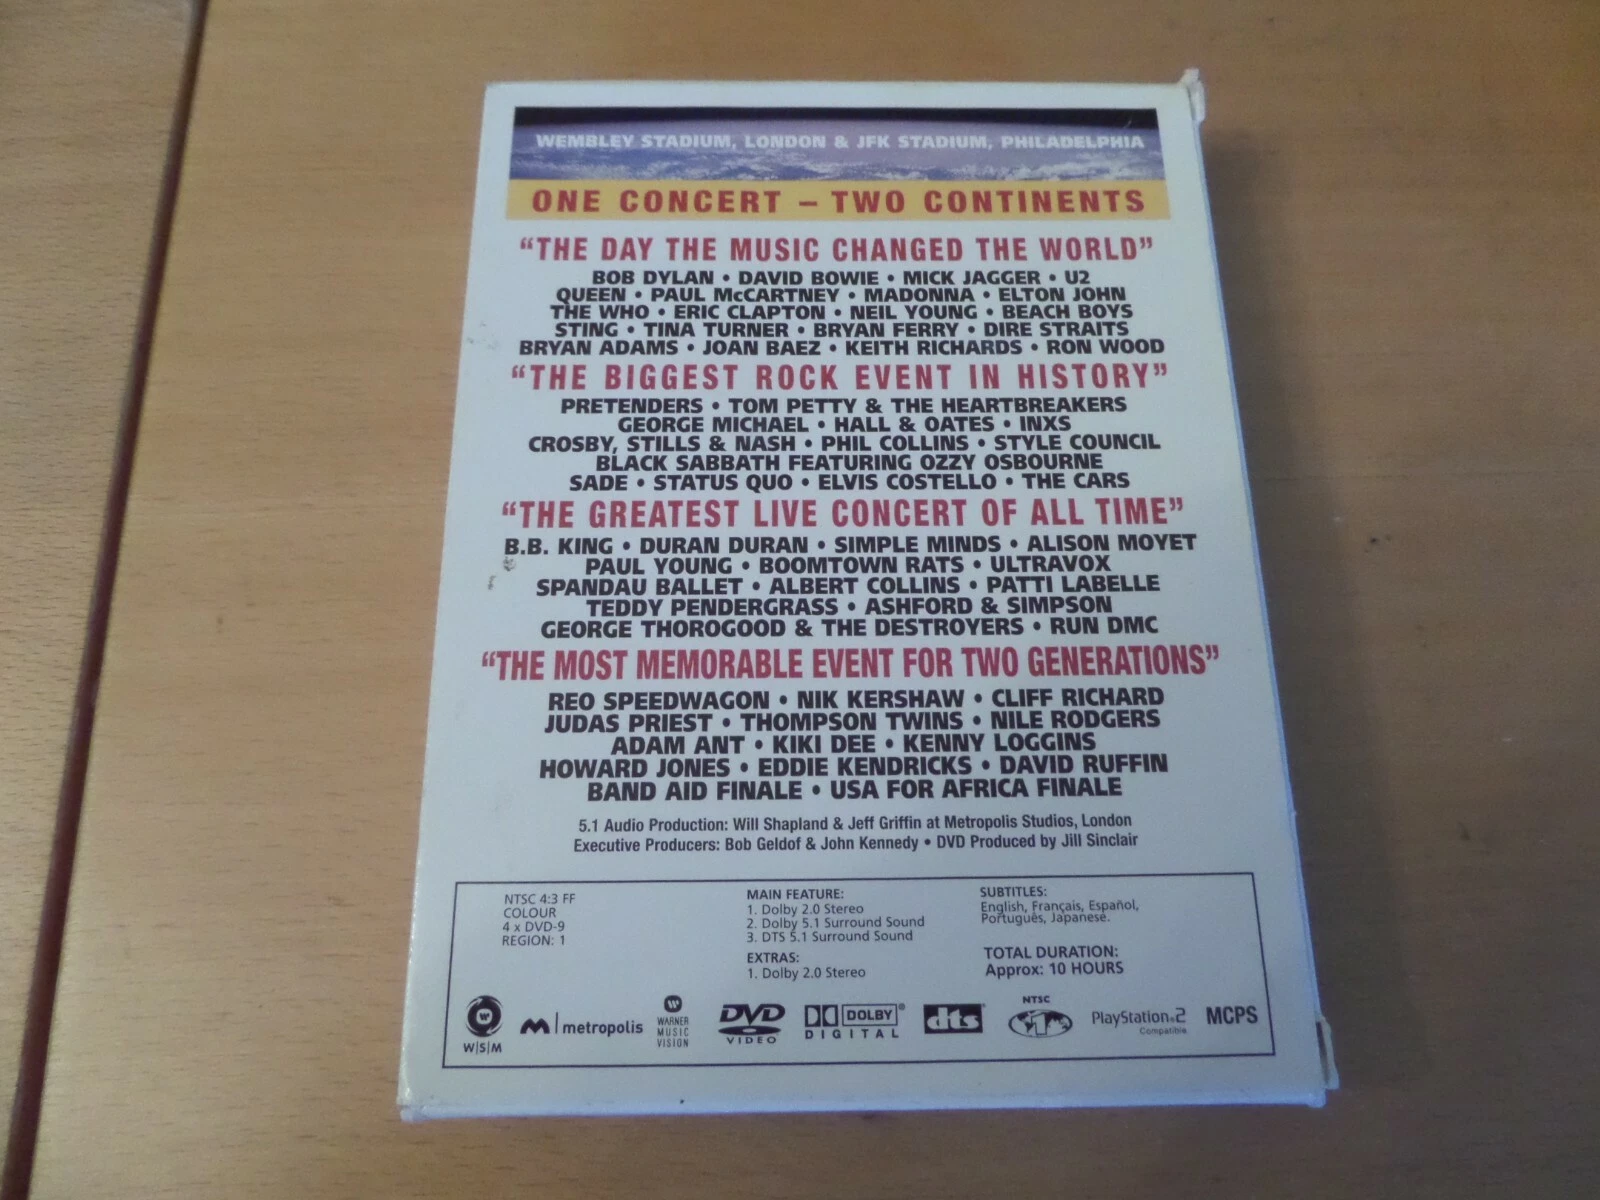 WEMBLEY STADIUM, LONDON & JFK STADIUM, PHILADELPHIA
ONE CONCERT – TWO CONTINENTS
“THE DAY THE MUSIC CHANGED THE WORLD”
BOB DYLAN • DAVID BOWIE • MICK JAGGER • U2
QUEEN • PAUL McCARTNEY • MADONNA • ELTON JOHN
THE WHO • ERIC CLAPTON • NEIL YOUNG • BEACH BOYS
STING • TINA TURNER • BRYAN FERRY • DIRE STRAITS
BRYAN ADAMS • JOAN BAEZ • KEITH RICHARDS • RON WOOD
“THE BIGGEST ROCK EVENT IN HISTORY”
PRETENDERS • TOM PETTY & THE HEARTBREAKERS
GEORGE MICHAEL • HALL & OATES • INXS
CROSBY, STILLS & NASH • PHIL COLLINS • STYLE COUNCIL
BLACK SABBATH FEATURING OZZY OSBOURNE
SADE • STATUS QUO • ELVIS COSTELLO • THE CARS
“THE GREATEST LIVE CONCERT OF ALL TIME”
B.B. KING • DURAN DURAN • SIMPLE MINDS • ALISON MOYET
PAUL YOUNG • BOOMTOWN RATS • ULTRAVOX
SPANDAU BALLET • ALBERT COLLINS • PATTI LABELLE
TEDDY PENDERGRASS • ASHFORD & SIMPSON
GEORGE THOROGOOD & THE DESTROYERS • RUN DMC
“THE MOST MEMORABLE EVENT FOR TWO GENERATIONS”
REO SPEEDWAGON • NIK KERSHAW • CLIFF RICHARD
JUDAS PRIEST • THOMPSON TWINS • NILE RODGERS
ADAM ANT • KIKI DEE • KENNY LOGGINS
HOWARD JONES • EDDIE KENDRICKS • DAVID RUFFIN
BAND AID FINALE • USA FOR AFRICA FINALE
5.1 Audio Production: Will Shapland & Jeff Griffin at Metropolis Studios, London
Executive Producers: Bob Geldof & John Kennedy • DVD Produced by Jill Sinclair
NTSC 4:3 FF
COLOUR
4 x DVD-9
REGION: 1
MAIN FEATURE:
1. Dolby 2.0 Stereo
2. Dolby 5.1 Surround Sound
3. DTS 5.1 Surround Sound
EXTRAS:
1. Dolby 2.0 Stereo
SUBTITLES:
English, Français, Español,
Português, Japanese.
TOTAL DURATION:
Approx: 10 HOURS
W|S|M
metropolis
WARNER
MUSIC
VISION
DVD
VIDEO
DOLBY®
DIGITAL
dts
NTSC
1
PlayStation®2
Compatible
MCPS